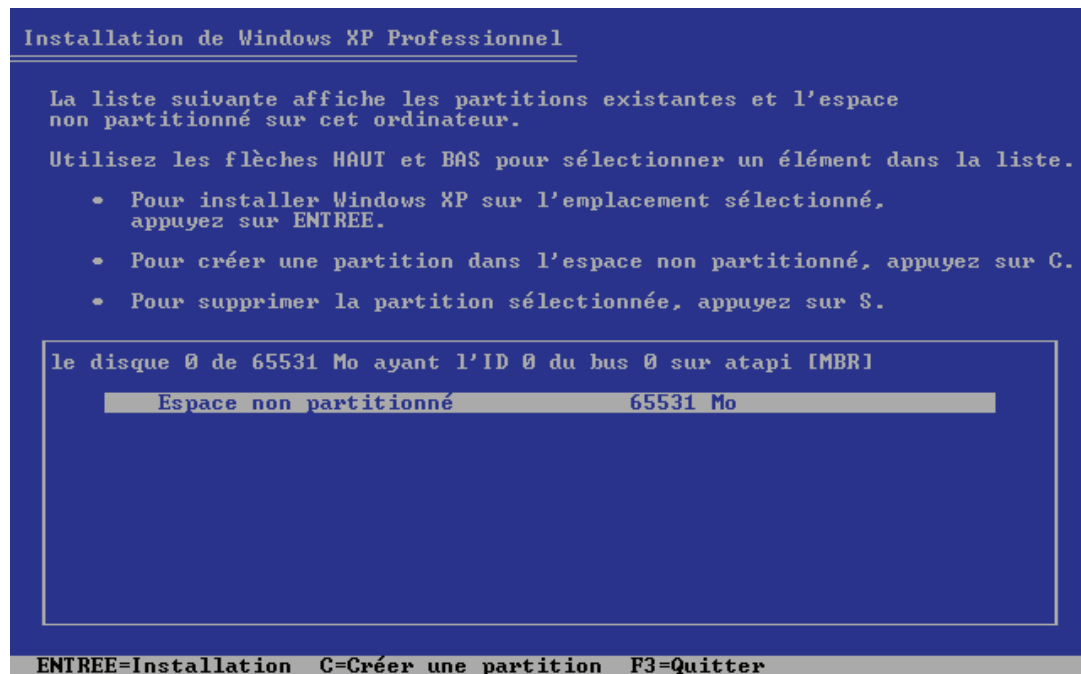 Installation de Windows XP Professionnel
La liste suivante affiche les partitions existantes et l'espace
non partitionné sur cet ordinateur.
Utilisez les flèches HAUT et BAS pour sélectionner un élément dans la liste.
• Pour installer Windows XP sur l'emplacement sélectionné,
appuyez sur ENTREE.
• Pour créer une partition dans l'espace non partitionné, appuyez sur C.
• Pour supprimer la partition sélectionnée, appuyez sur S.
le disque 0 de 65531 Mo ayant l'ID 0 du bus 0 sur atapi [MBR]
Espace non partitionné 65531 Mo
ENTREE=Installation C=Créer une partition F3=Quitter